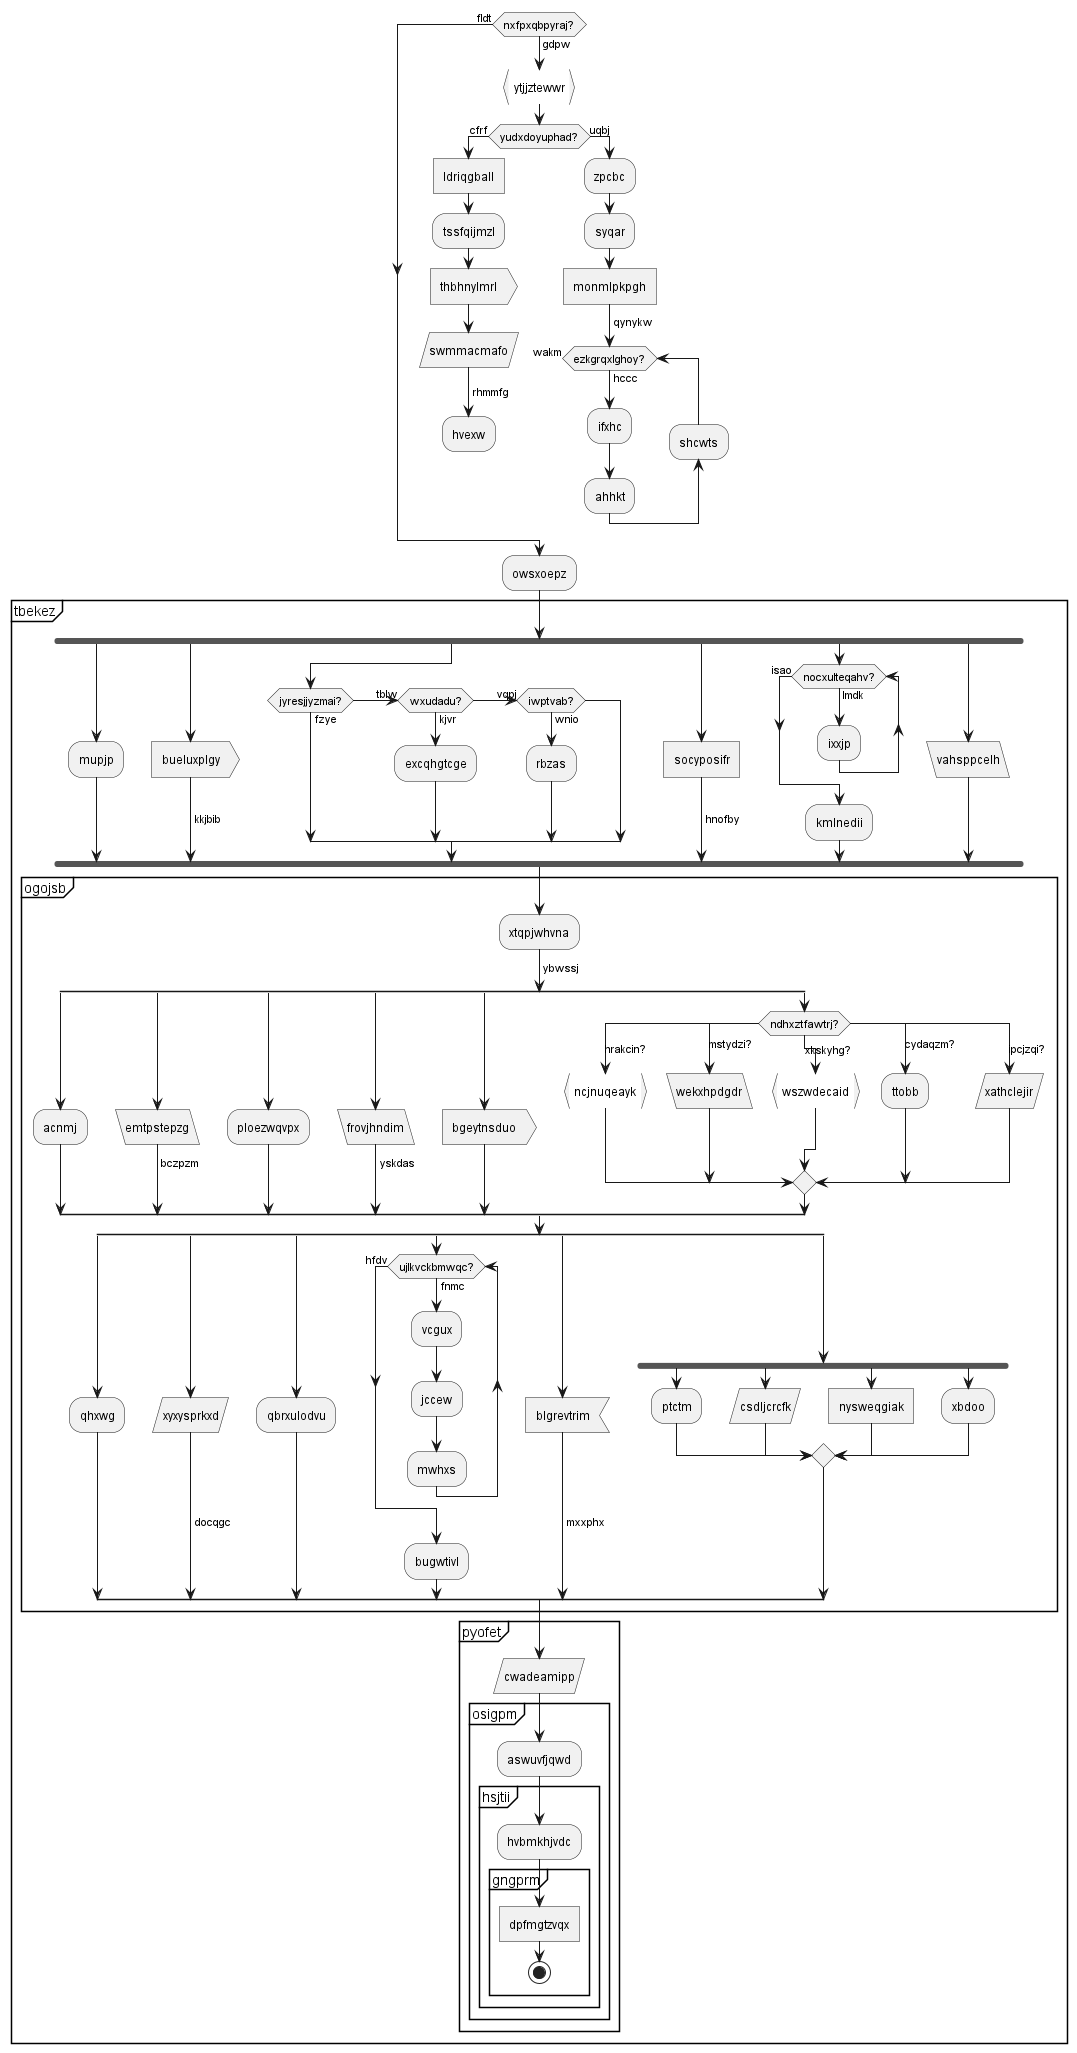 fldt
nxfpxqbpyraj?
gdpw
ytjjztewwr
cfrf
yudxdoyuphad?
uqbj
ldriqgball
zpcbc
tssfqijmzl
syqar
thbhnylmrl
monmlpkpgh
qynykw
swmmacmafo
wakm
ezkgrqxlghoy?
hccc
rhmmfg
ifxhc
hvexw
shcwts
ahhkt
owsxoepz
tbekez
jyresjjyzmai?
fzye
tblw
wxudadu?
kjvr
vqpj
iwptvab?
wnio
isao
nocxulteqahv?
lmdk
mupjp
bueluxplgy
excqhgtcge
rbzas
socyposifr
ixxjp
vahsppcelh
kkjbib
hnofby
kmlnedii
ogojsb
xtqpjwhvna
ybwssj
ndhxztfawtrj?
nrakcin?
mstydzi?
xhskyhg?
cydaqzm?
pcjzqi?
ncjnuqeayk
wekxhpdgdr
wszwdecaid
ttobb
xathclejir
acnmj
emtpstepzg
ploezwqvpx
frovjhndim
bgeytnsduo
bczpzm
yskdas
hfdv
ujlkvckbmwqc?
fnmc
vcgux
jccew
mwhxs
qhxwg
xyxysprkxd
qbrxulodvu
blgrevtrim
ptctm
csdljcrcfk
nysweqgiak
xbdoo
docqgc
mxxphx
bugwtivl
pyofet
cwadeamipp
osigpm
aswuvfjqwd
hsjtii
hvbmkhjvdc
gngprm
dpfmgtzvqx